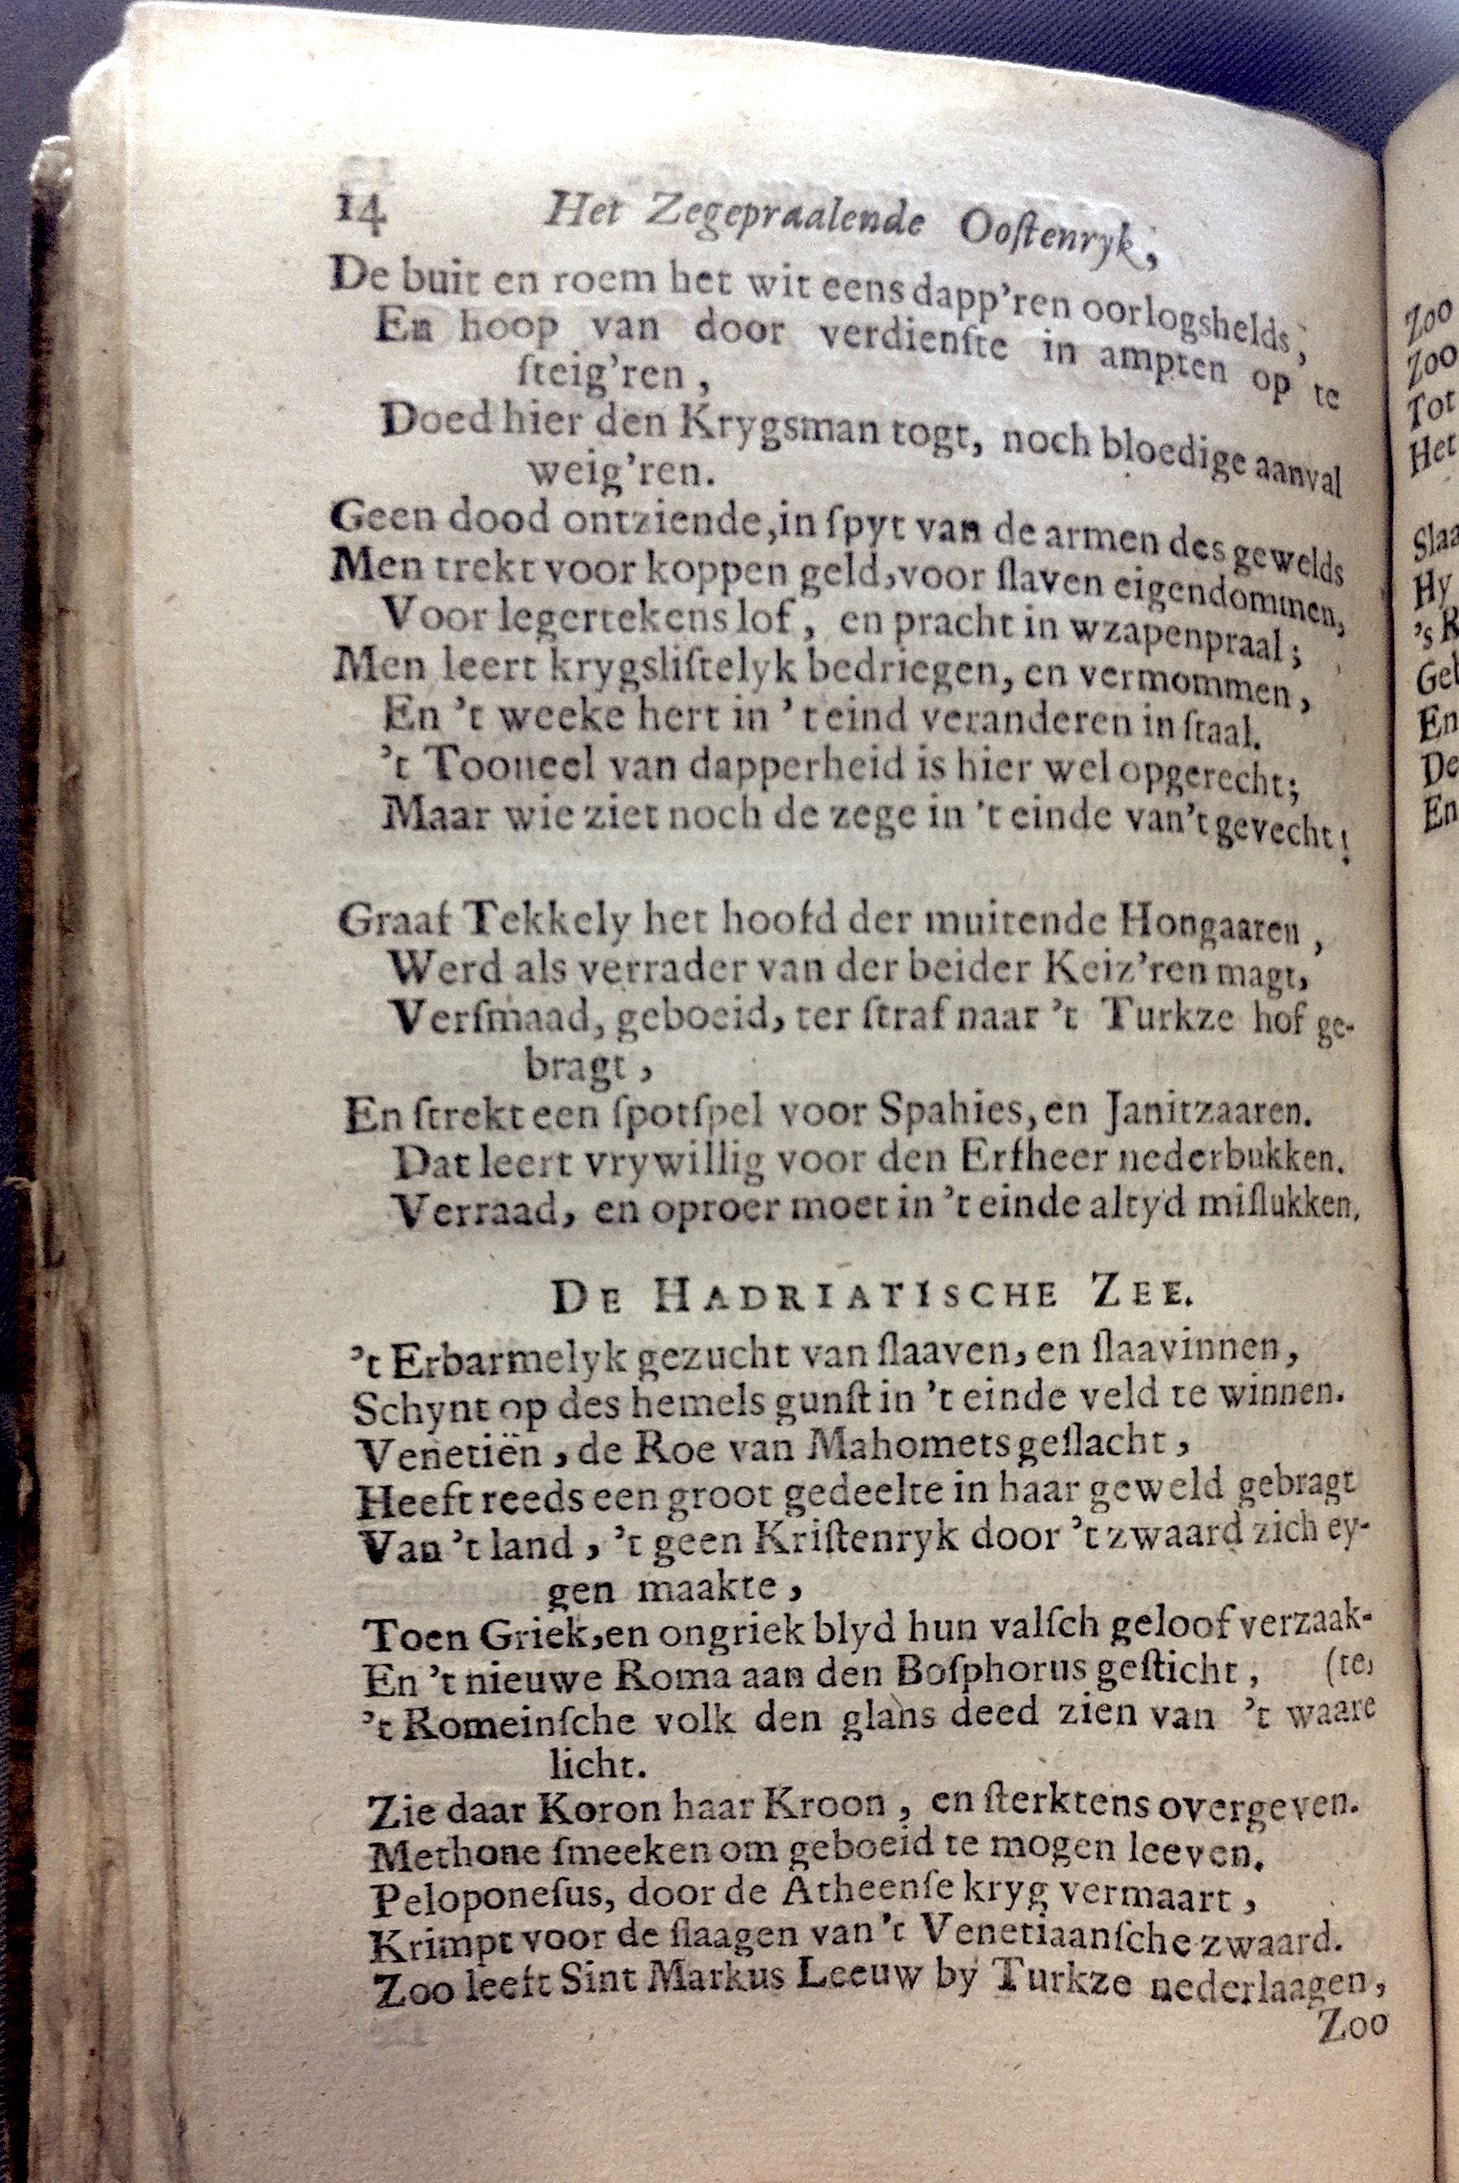 14 Het Zegepraalende Ooſtenryk,
De buit en roem het wit eens dapp’ren oorlogshelds,
En hoop van door verdienſte in ampten op te
ſteig’ren,
Doed hier den Krygsman togt, noch bloedige aanval
weig’ren.
Geen dood ontziende, in ſpyt van de armen des gewelds
Men trekt voor koppen geld, voor ſlaven eigendommen,
Voor legertekens lof, en pracht in wzapenpraal;
Men leert krygsliſtelyk bedriegen, en vermommen,
En ’t weeke hert in ’t eind veranderen in ſtaal.
’t Tooneel van dapperheid is hier wel opgerecht;
Maar wie ziet noch de zege in ’t einde van’t gevecht!
Graaf Tekkely het hoofd der muitende Hongaaren,
Werd als verrader van der beider Keiz’ren magt,
Verſmaad, geboeid, ter ſtraf naar ’t Turkze hof ge-
bragt,
En ſtrekt een ſpotſpel voor Spahies, en Janitzaaren.
Dat leert vrywillig voor den Erfheer nederbukken.
Verraad, en oproer moet in ’t einde altyd miſlukken.
DE HADRIATISCHE ZEE.
’t Erbarmelyk gezucht van ſlaaven, en ſlaavinnen,
Schynt op des hemels gunſt in ’t einde veld te winnen.
Venetiën, de Roe van Mahomets geſlacht,
Heeft reeds een groot gedeelte in haar geweld gebragt
Van ’t land, ’t geen Kriſtenryk door ’t zwaard zich ey-
gen maakte,
Toen Griek, en ongriek blyd hun valſch geloof verzaak-
En ’t nieuwe Roma aan den Boſphorus geſticht, (te,
’t Romeinſche volk den glans deed zien van ’t waare
licht.
Zie daar Koron haar Kroon, en ſterktens overgeven.
Methone ſmeeken om geboeid te mogen leeven.
Peloponeſus, door de Atheenſe kryg vermaart,
Krimpt voor de ſlaagen van ’t Venetiaanſche zwaard.
Zoo leeft Sint Markus Leeuw by Turkze nederlaagen,
Zoo
Zoo
Zoo
Tot
Het
Slaa
Hy
’s R
Geb
En
De
En